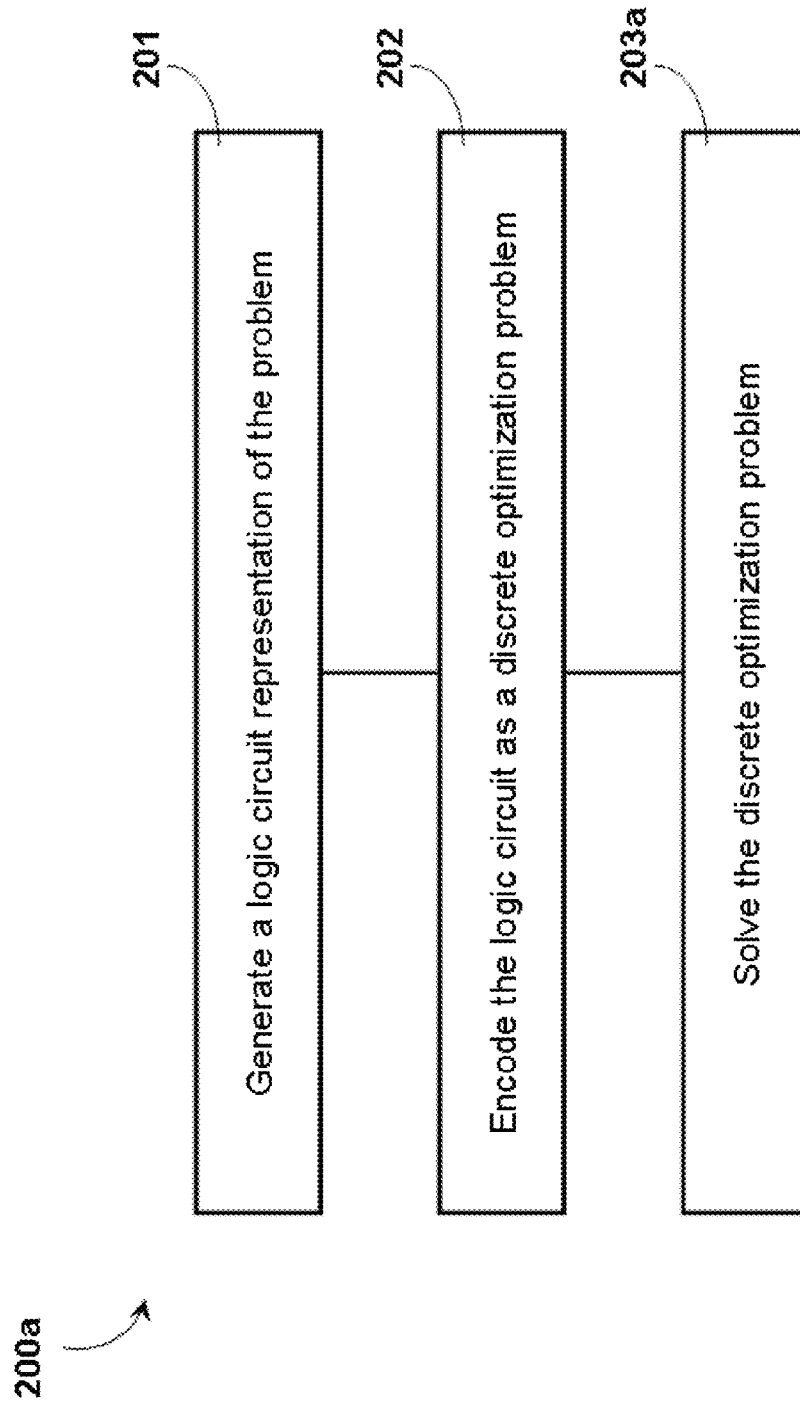 200a
201
Generate a logic circuit representation of the problem
202
Encode the logic circuit as a discrete optimization problem
203a
Solve the discrete optimization problem